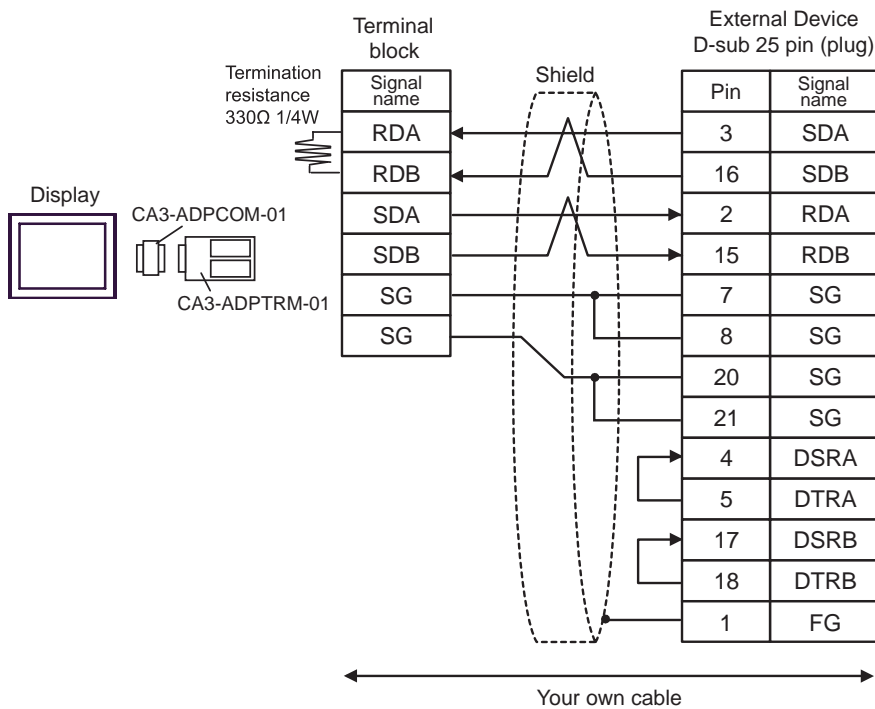 Terminal
block
External Device
D-sub 25 pin (plug)
Termination
resistance
330Ω 1/4W
Shield
Signal
name
Pin
Signal
name
RDA
3
SDA
RDB
16
SDB
Display
CA3-ADPCOM-01
CA3-ADPTRM-01
SDA
2
RDA
SDB
15
RDB
SG
7
SG
SG
8
SG
20
SG
21
SG
4
DSRA
5
DTRA
17
DSRB
18
DTRB
1
FG
Your own cable